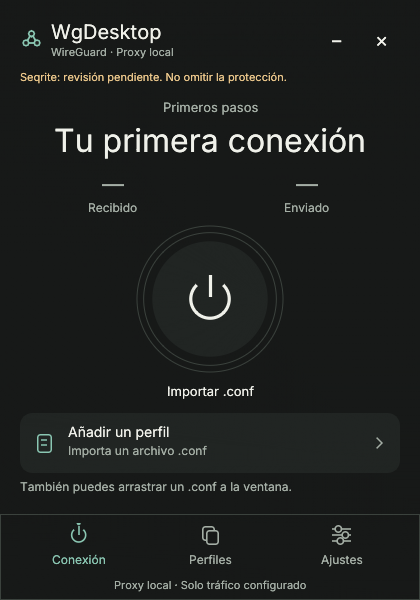 WgDesktop
WireGuard · Proxy local
Seqrite: revisión pendiente. No omitir la protección.
Primeros pasos
Tu primera conexión
— —
Recibido Enviado
Importar .conf
Añadir un perfil
Importa un archivo .conf
También puedes arrastrar un .conf a la ventana.
Conexión Perfiles Ajustes
Proxy local · Solo tráfico configurado